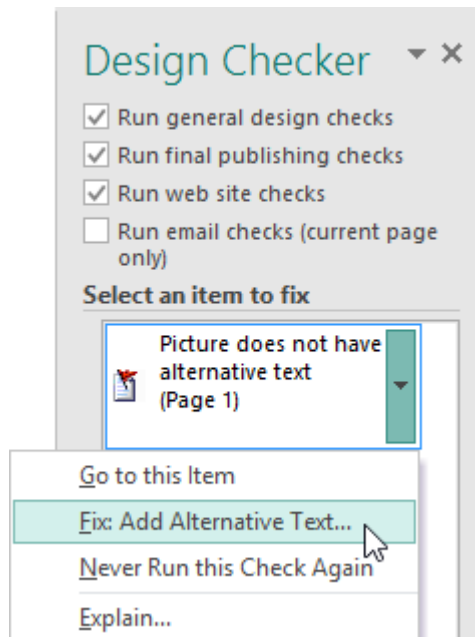 Design Checker
Run general design checks
Run final publishing checks
Run web site checks
Run email checks (current page
only)
Select an item to fix
Picture does not have
alternative text
(Page 1)
Go to this Item
Fix: Add Alternative Text...
Never Run this Check Again
Explain...